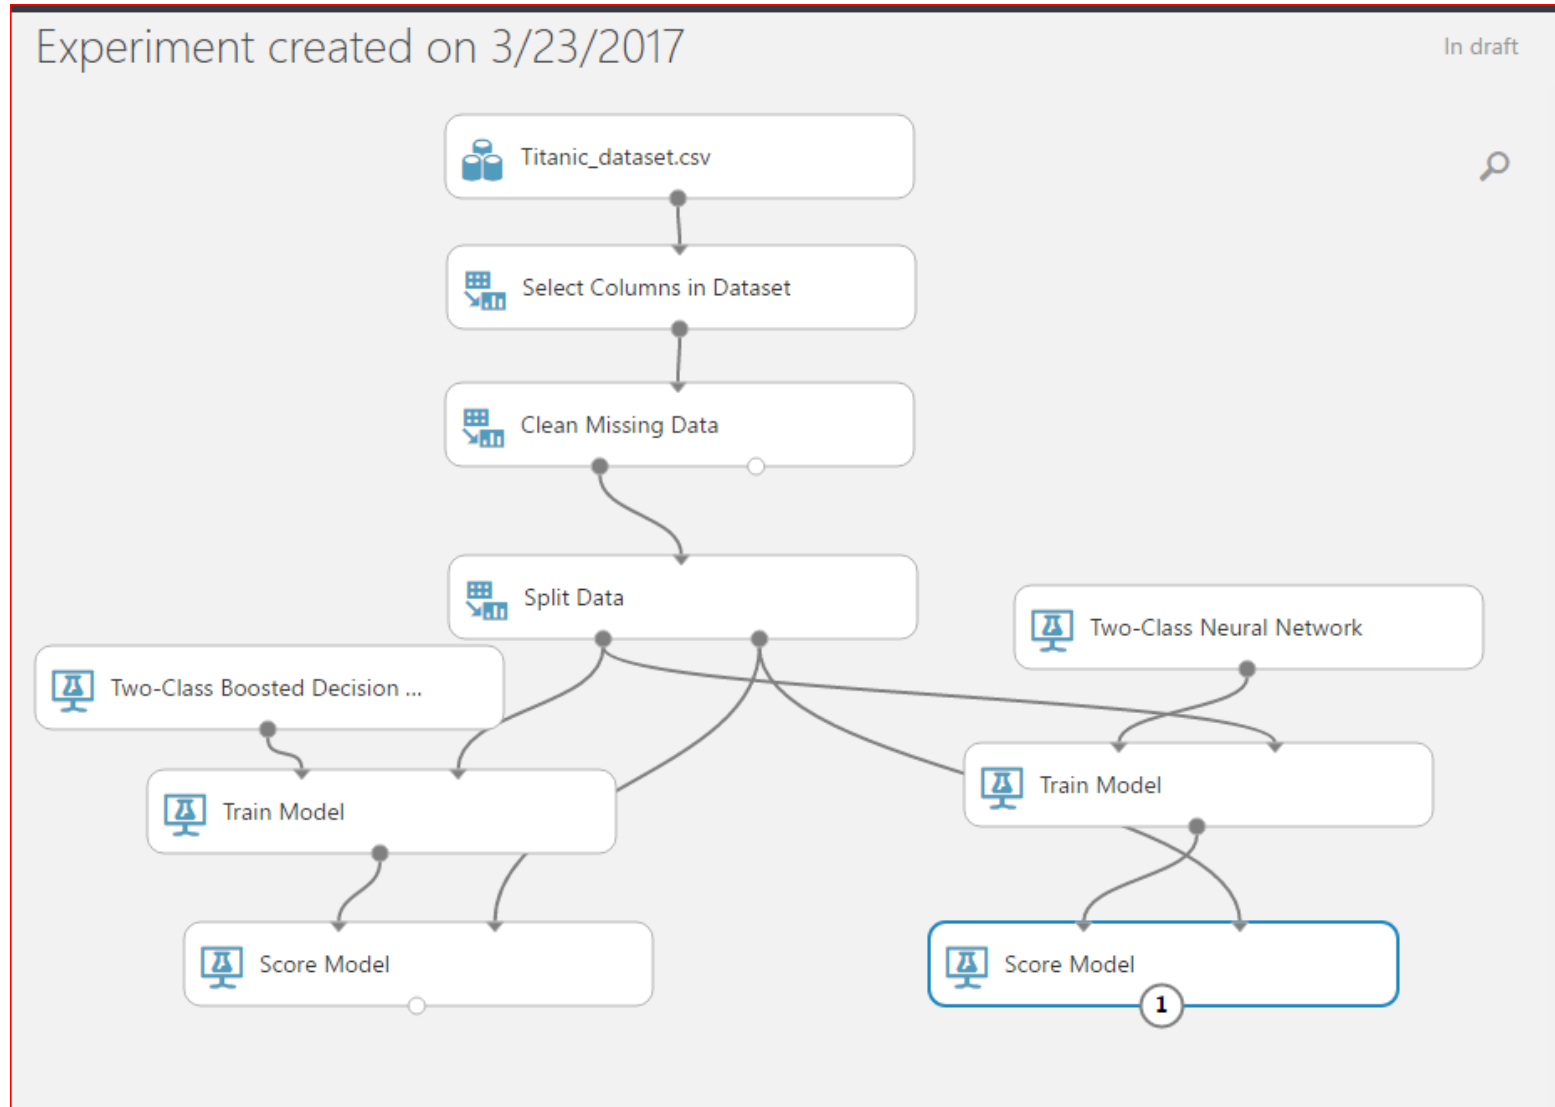 Experiment created on 3/23/2017
In draft
Titanic_dataset.csv
Select Columns in Dataset
Clean Missing Data
Split Data
Two-Class Neural Network
Two-Class Boosted Decision ...
Train Model
Train Model
Score Model
Score Model
1